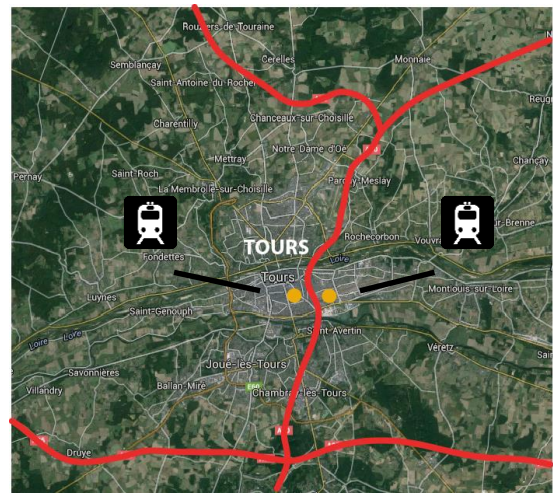 Rouziers-de-Touraine
Cerelles
Monnaie
Semblançay
Saint-Antoine-du-Rocher
Charentilly
Chanceaux-sur-Choisille
Notre-Dame-d'Oé
Mettray
Chançay
Pernay
Saint-Roch
Parçay-Meslay
La Membrolle-sur-Choisille
Rochecorbon
TOURS
Fondettes
Loire
Tours
Luynes
Montlouis-sur-Loire
Saint-Genouph
Saint-Avertin
Loire
Loire
Véretz
Joué-lès-Tours
Savonnières
Ballan-Miré
E60
Chambray-lès-Tours
Villandry
Druye